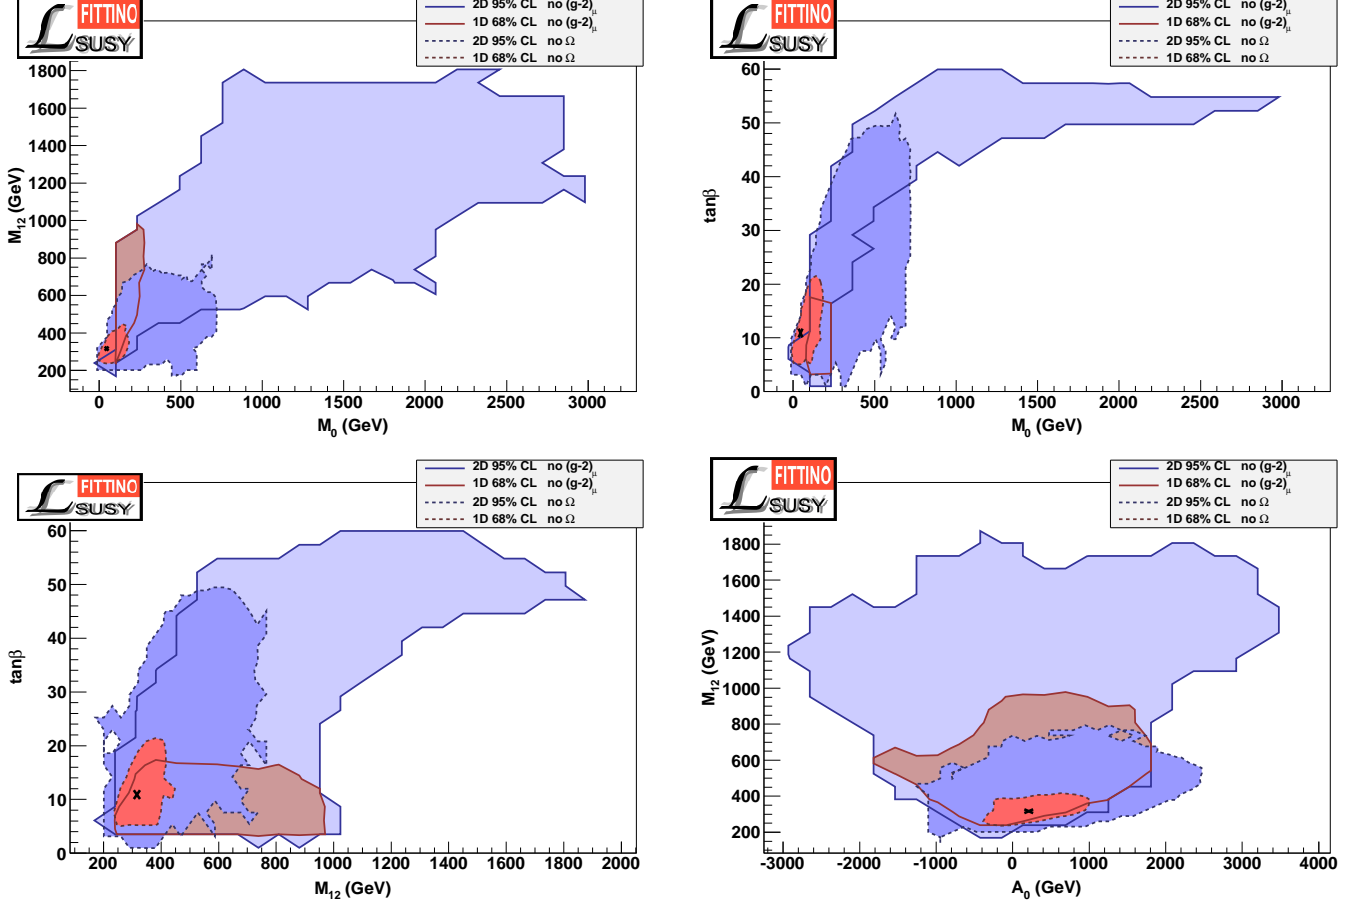 FITTINO
SUSY
2D 95% CL no (g-2)μ
1D 68% CL no (g-2)μ
2D 95% CL no Ω
1D 68% CL no Ω
M12 (GeV)
1800
1600
1400
1200
1000
800
600
400
200
0 500 1000 1500 2000 2500 3000
M0 (GeV)
FITTINO
SUSY
2D 95% CL no (g-2)μ
1D 68% CL no (g-2)μ
2D 95% CL no Ω
1D 68% CL no Ω
tanβ
60
50
40
30
20
10
0
0 500 1000 1500 2000 2500 3000
M0 (GeV)
FITTINO
SUSY
2D 95% CL no (g-2)μ
1D 68% CL no (g-2)μ
2D 95% CL no Ω
1D 68% CL no Ω
tanβ
60
50
40
30
20
10
0
200 400 600 800 1000 1200 1400 1600 1800 2000
M12 (GeV)
FITTINO
SUSY
2D 95% CL no (g-2)μ
1D 68% CL no (g-2)μ
2D 95% CL no Ω
1D 68% CL no Ω
M12 (GeV)
1800
1600
1400
1200
1000
800
600
400
200
-3000 -2000 -1000 0 1000 2000 3000 4000
A0 (GeV)